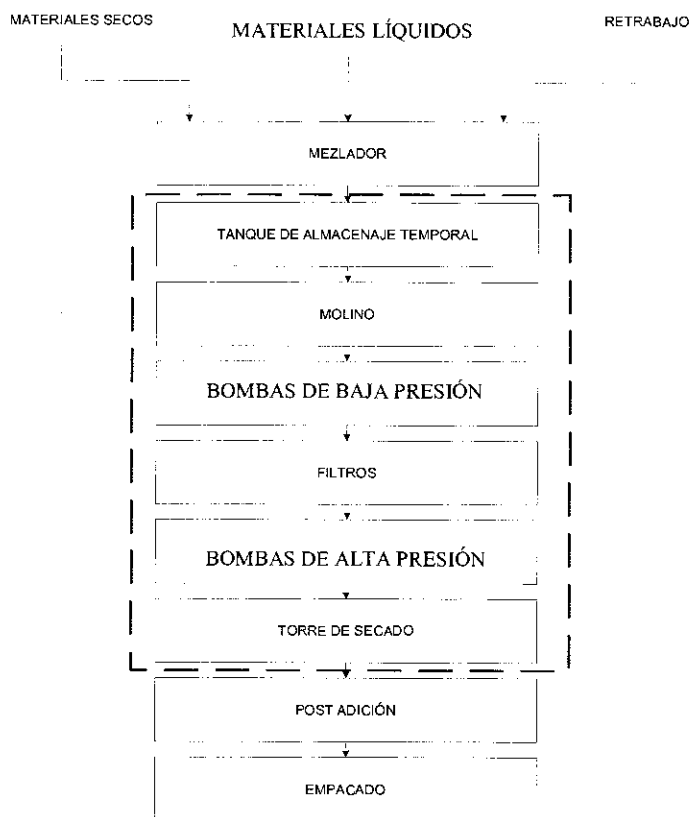 MATERIALES SECOS
MATERIALES LÍQUIDOS
RETRABAJO
MEZLADOR
TANQUE DE ALMACENAJE TEMPORAL
MOLINO
BOMBAS DE BAJA PRESIÓN
FILTROS
BOMBAS DE ALTA PRESIÓN
TORRE DE SECADO
POST ADICIÓN
EMPACADO